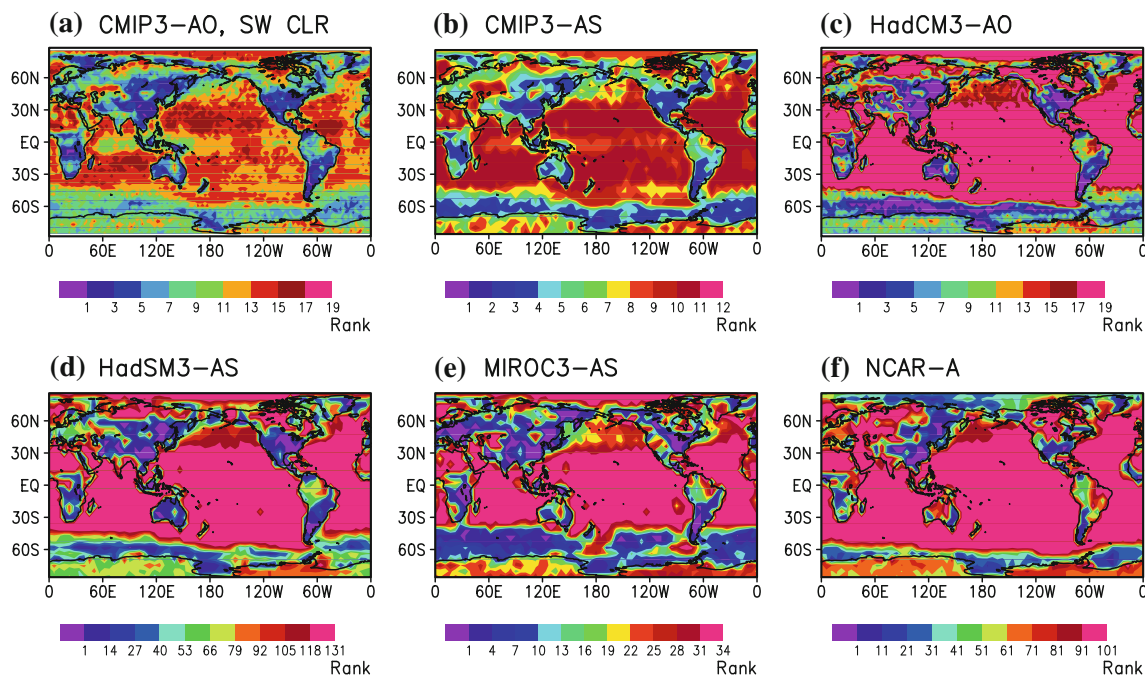 (a) CMIP3-AO, SW CLR
(b) CMIP3-AS
(c) HadCM3-AO
60N
30N
EQ
30S
60S
0 60E 120E 180 120W 60W 0
60N
30N
EQ
30S
60S
0 60E 120E 180 120W 60W 0
60N
30N
EQ
30S
60S
0 60E 120E 180 120W 60W 0
1 3 5 7 9 11 13 15 17 19
Rank
1 2 3 4 5 6 7 8 9 10 11 12
Rank
1 3 5 7 9 11 13 15 17 19
Rank
(d) HadSM3-AS
(e) MIROC3-AS
(f) NCAR-A
60N
30N
EQ
30S
60S
0 60E 120E 180 120W 60W 0
60N
30N
EQ
30S
60S
0 60E 120E 180 120W 60W 0
60N
30N
EQ
30S
60S
0 60E 120E 180 120W 60W 0
1 14 27 40 53 66 79 92 105 118 131
Rank
1 4 7 10 13 16 19 22 25 28 31 34
Rank
1 11 21 31 41 51 61 71 81 91 101
Rank